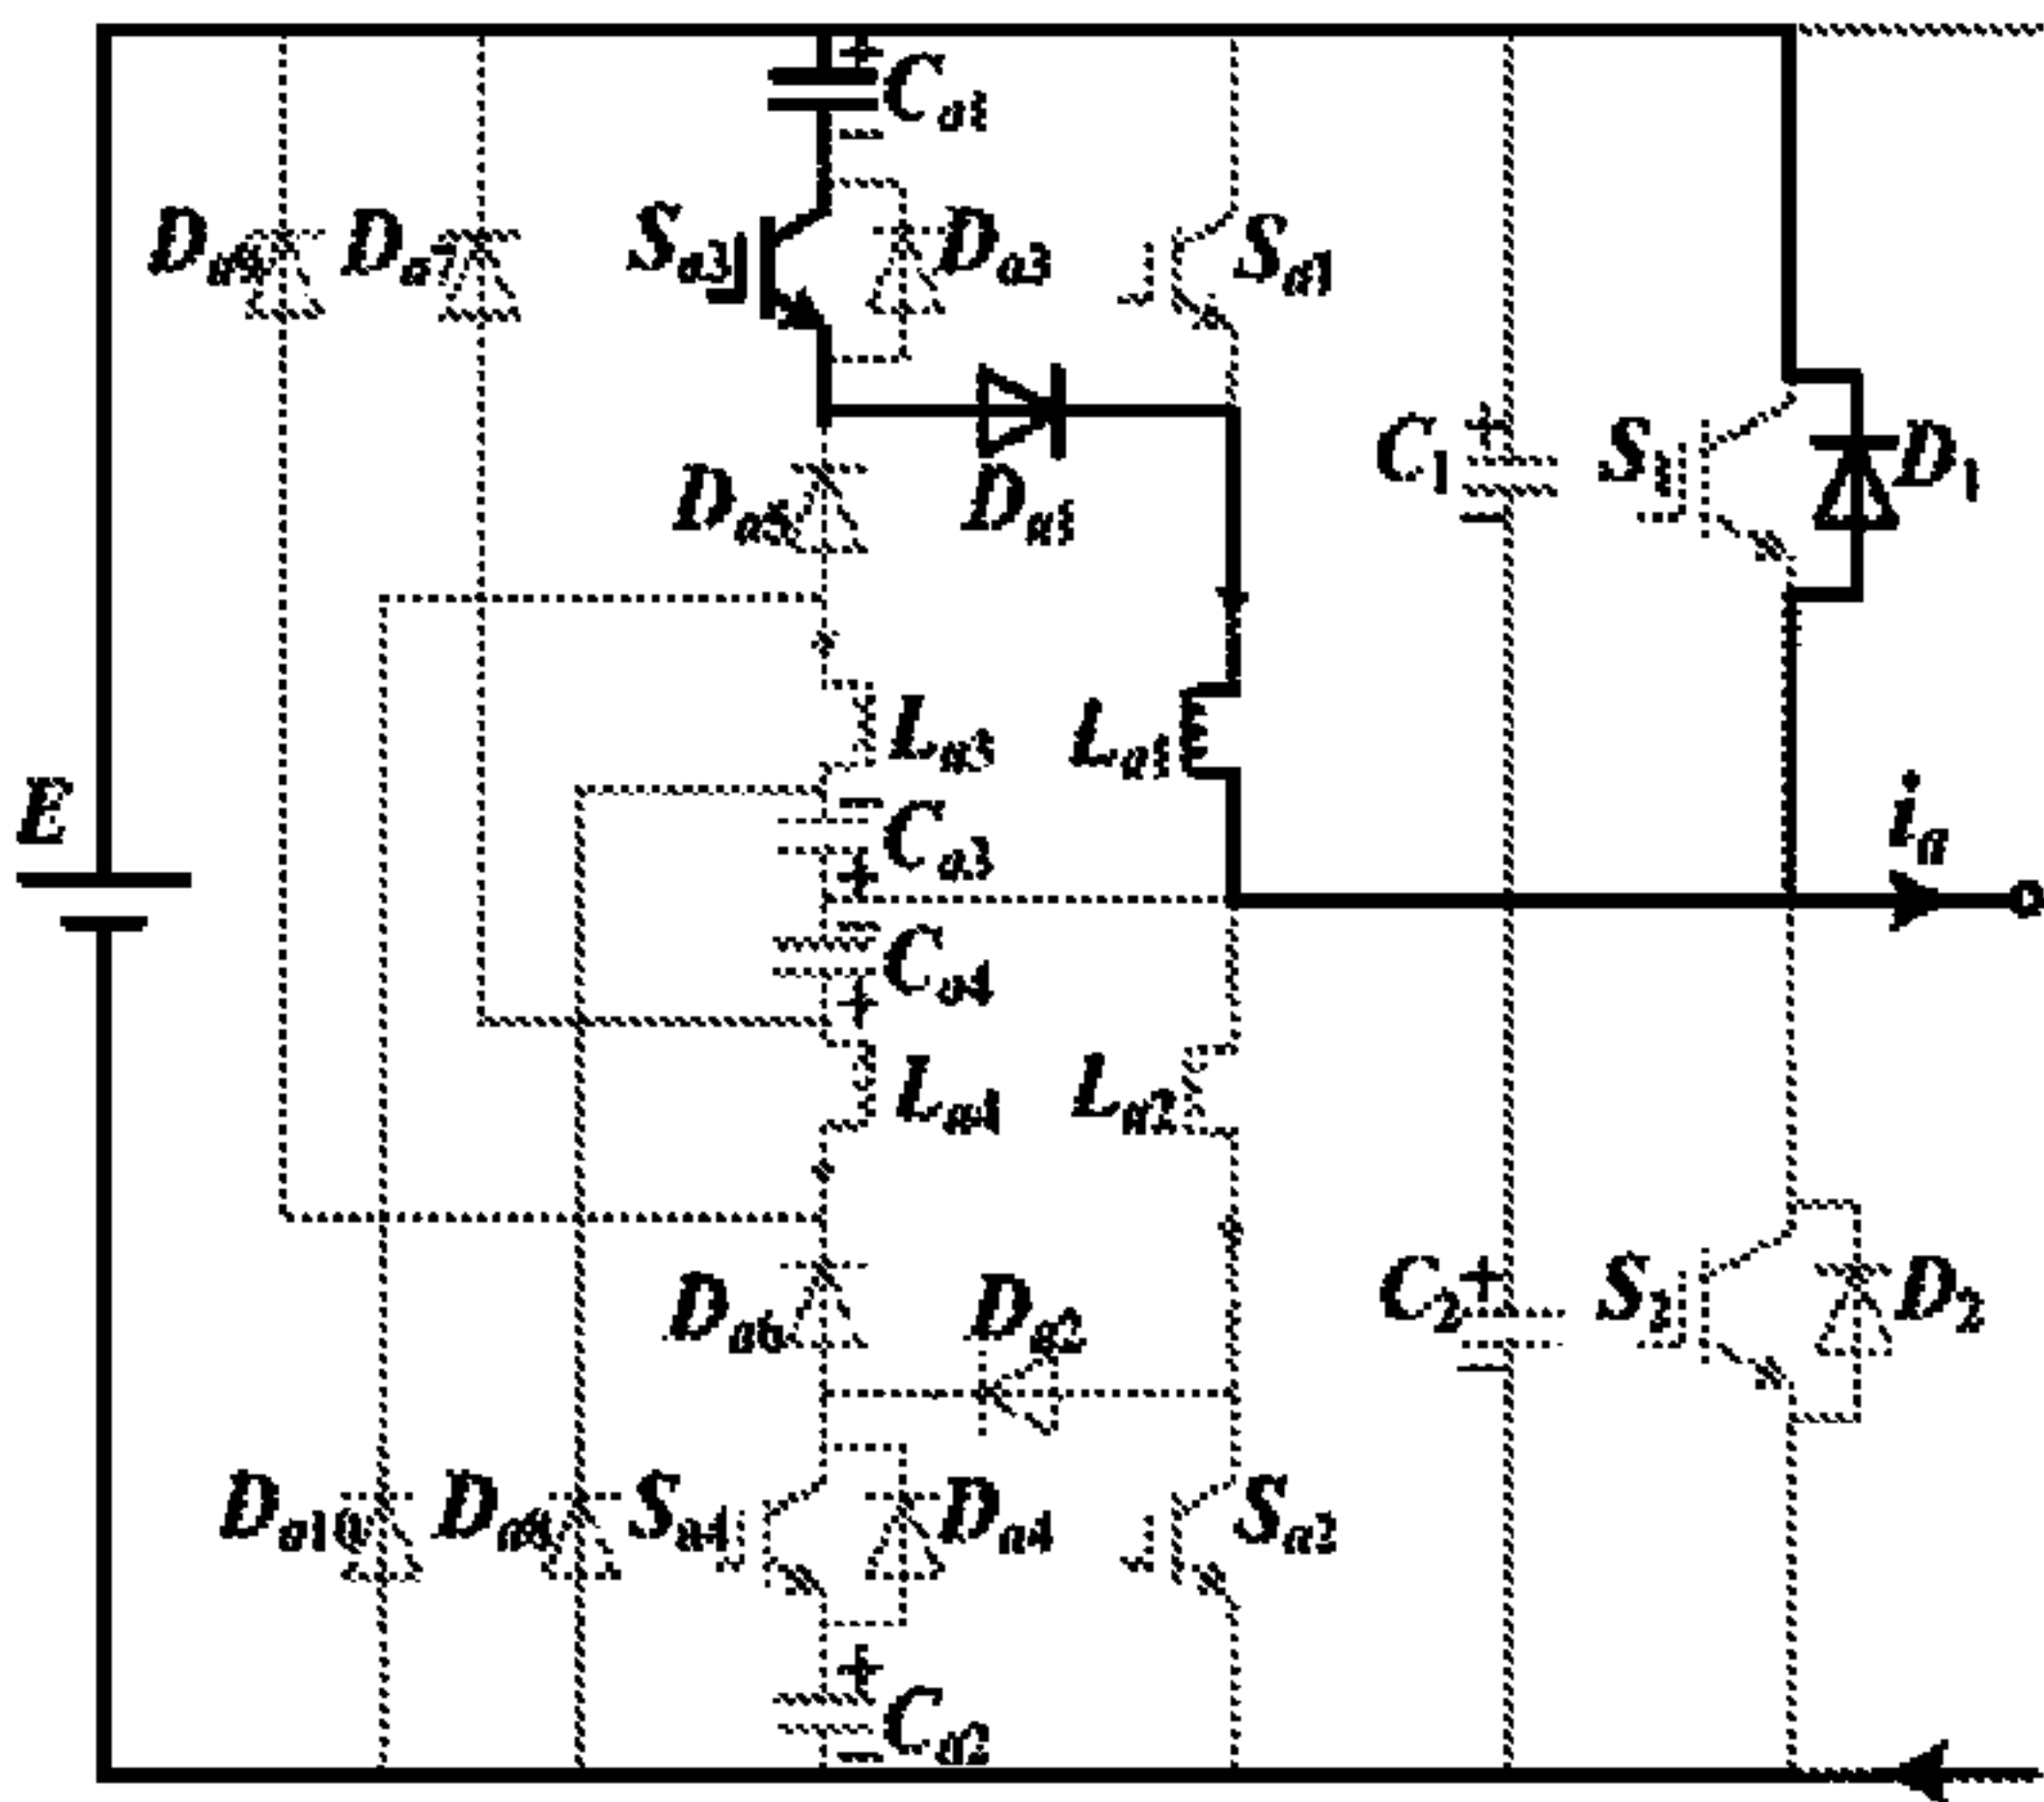 +
C_a1
−
D_a9
D_a7
S_a3
D_a3
S_a1
D_a5
D_a1
C_1
+
−
S_1
D_1
L_a3
L_a1
E
−
C_a3
+
i_a
−
C_a4
+
L_a4
L_a2
D_a6
D_a2
C_2
+
−
S_2
D_2
D_a10
S_a4
D_a4
S_a2
+
C_a2
−